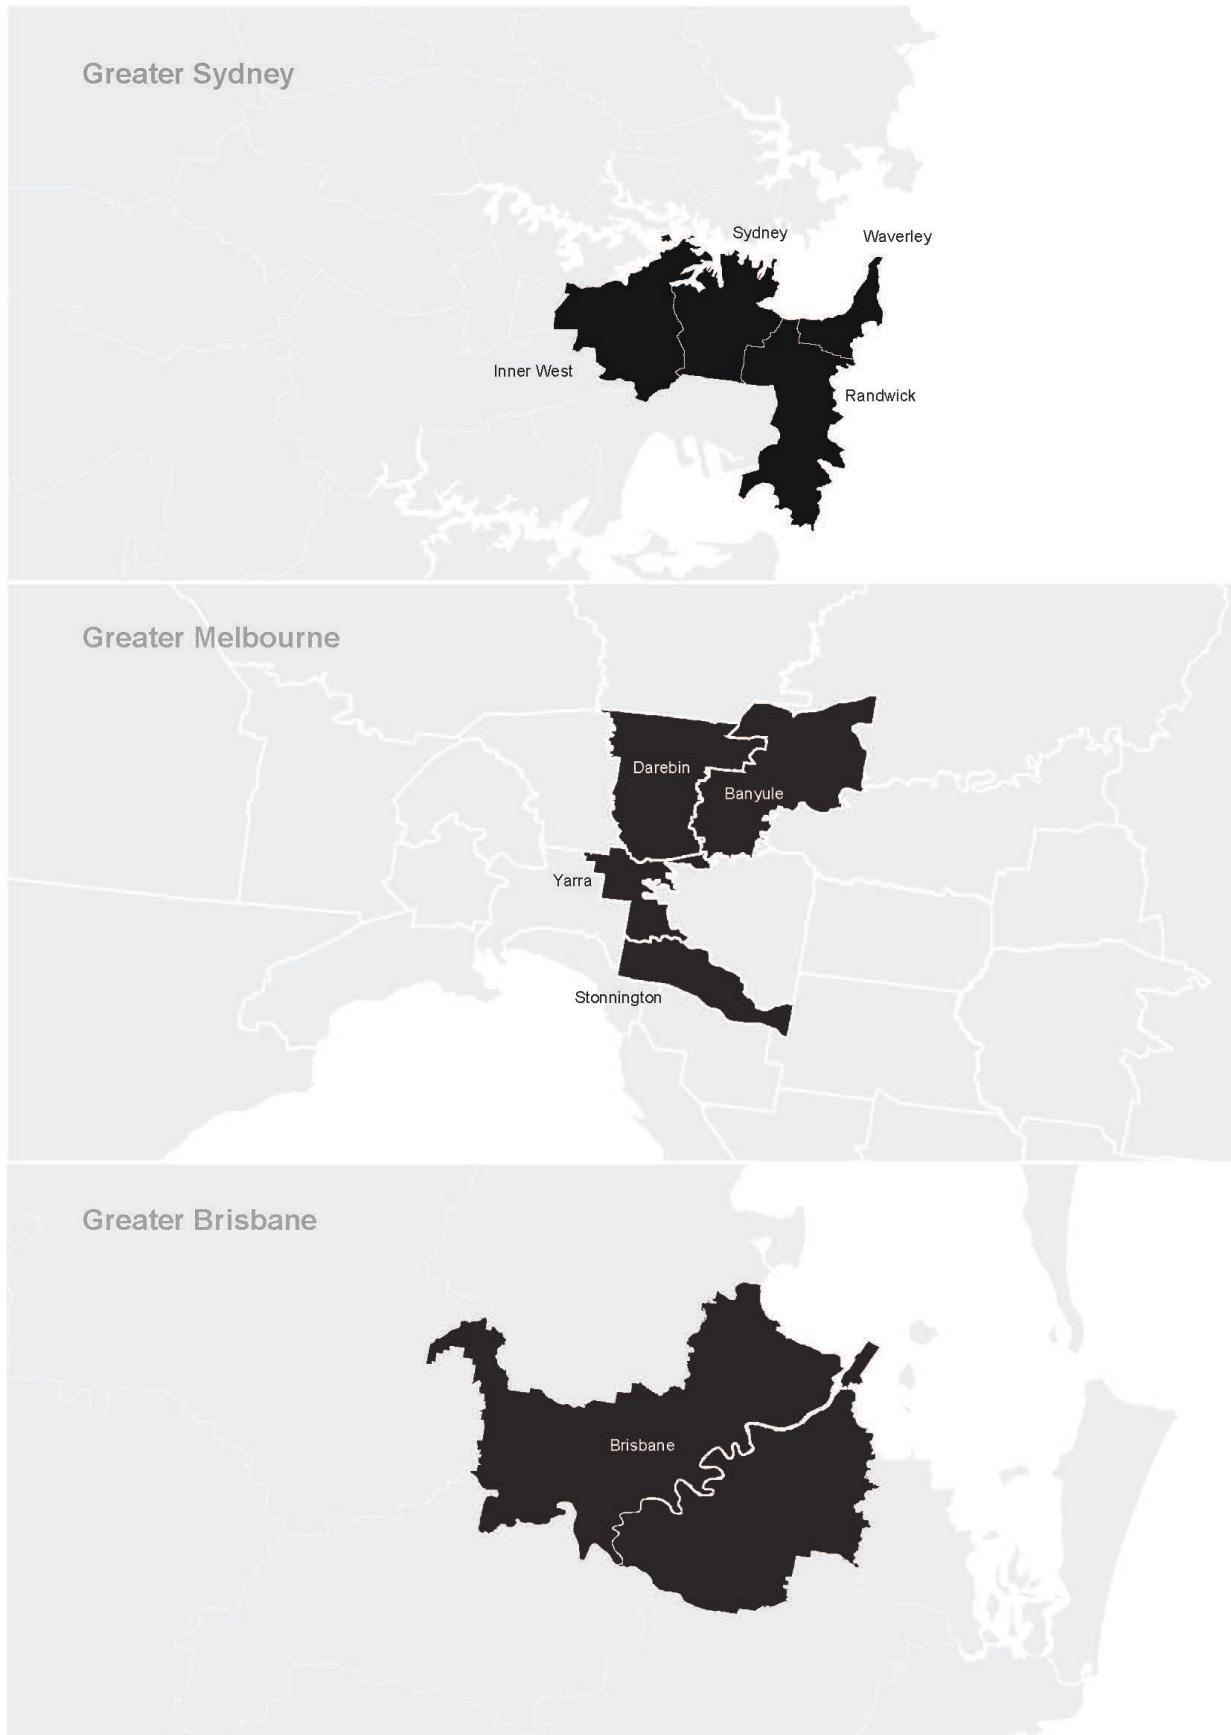 Greater Sydney
Sydney
Waverley
Inner West
Randwick
Greater Melbourne
Darebin
Banyule
Yarra
Stonnington
Greater Brisbane
Brisbane